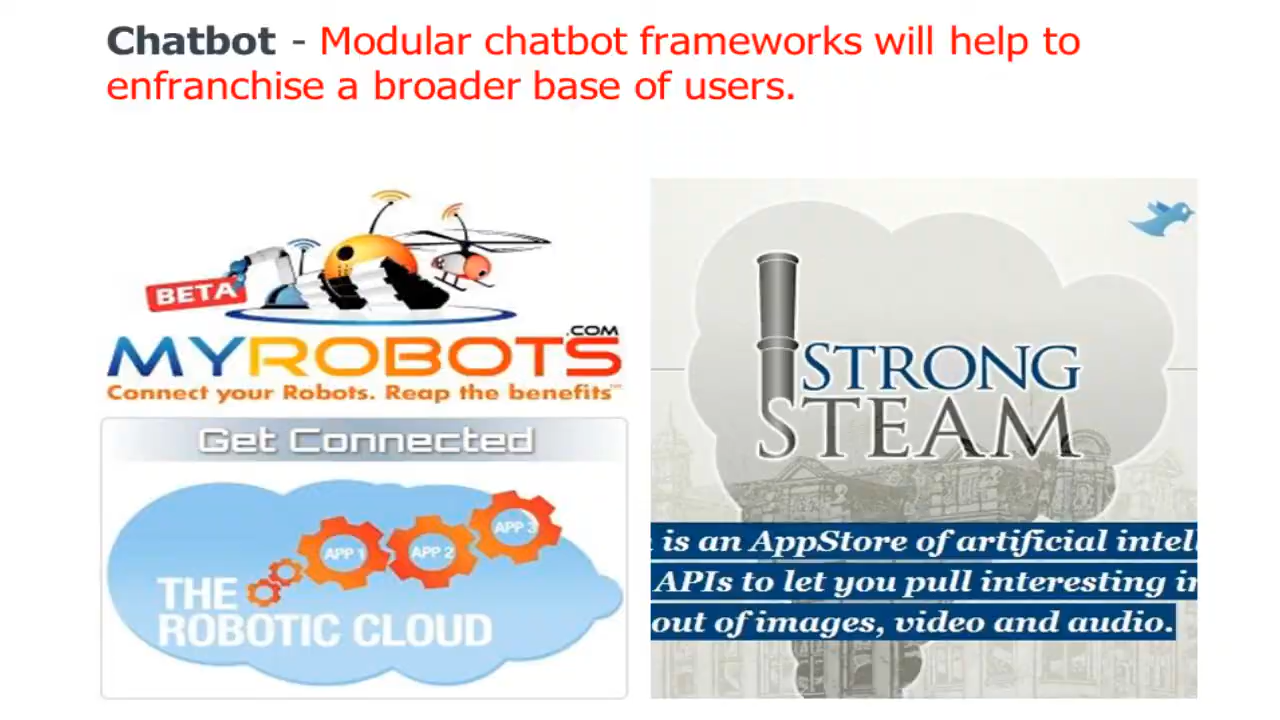 Chatbot - Modular chatbot frameworks will help to
enfranchise a broader base of users.
BETA
.COM
MYROBOTS
Connect your Robots. Reap the benefits™
Get Connected
APP 1 APP 2 APP 3
THE
ROBOTIC CLOUD
STRONG
STEAM
is an AppStore of artificial intell
APIs to let you pull interesting in
out of images, video and audio.